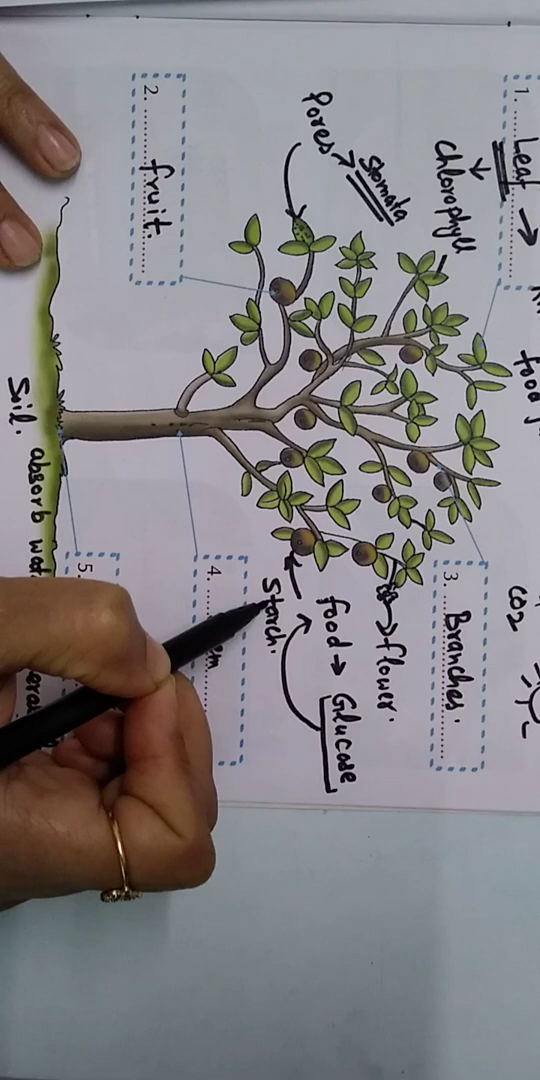 1. Leaf →
Chlorophyll
Pores → Stomata
2. fruit.
food
CO2
3. Branches.
→ flower.
food → Glucose
Starch.
4.
5.
Soil. absorb